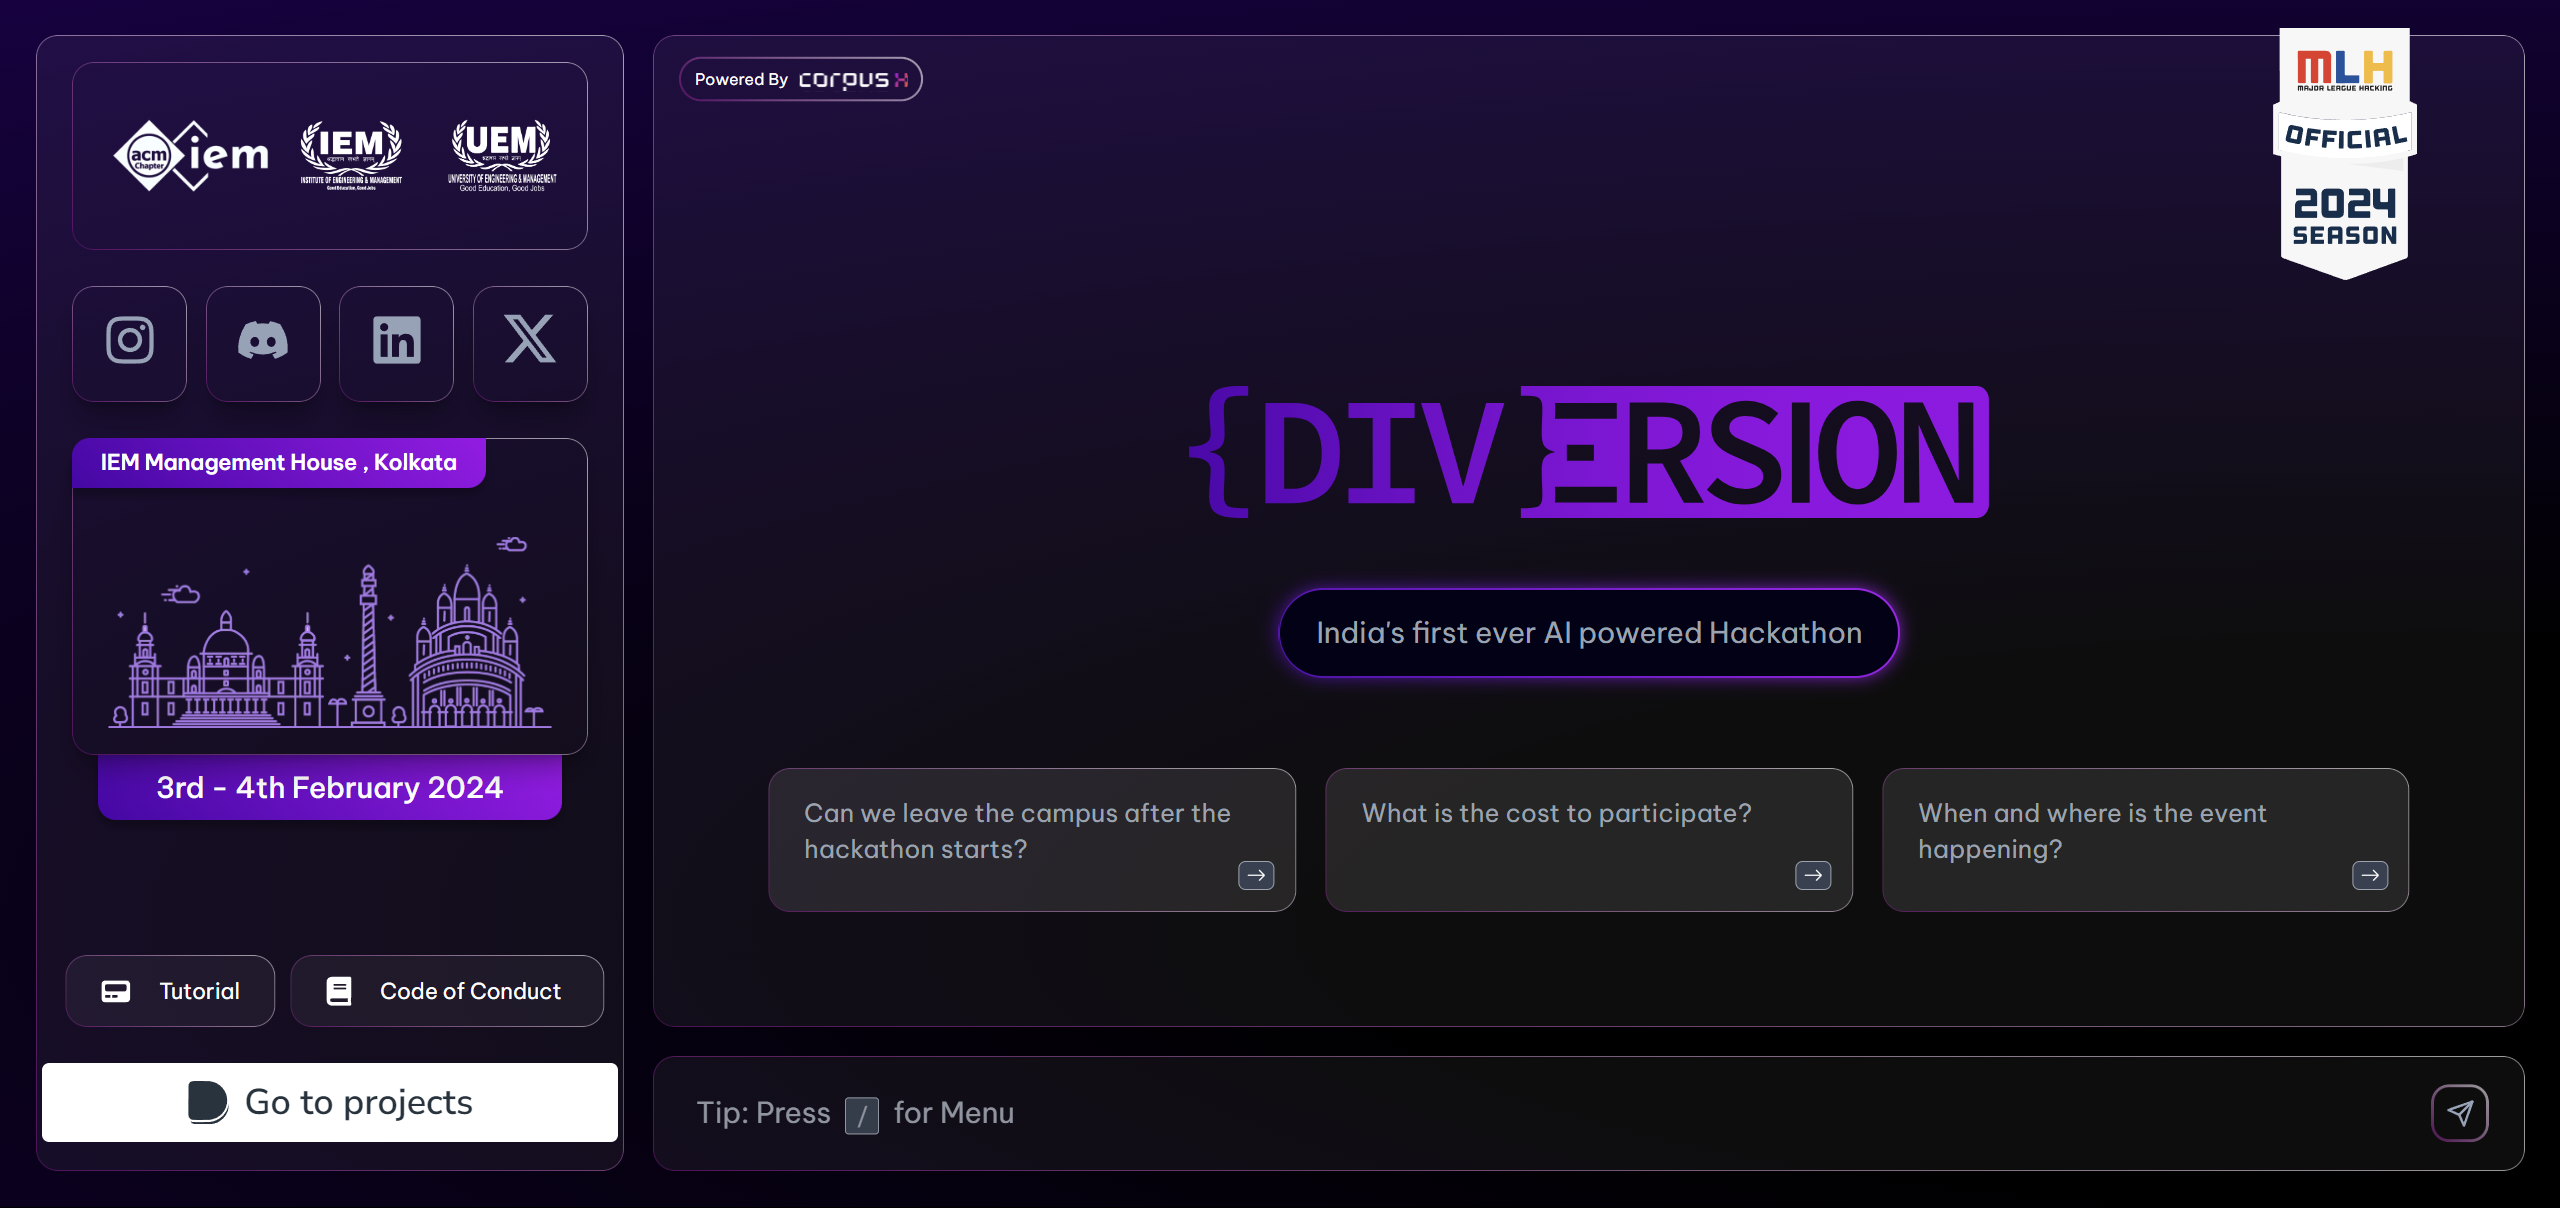 acm
Chapter
iem
IEM
INSTITUTE OF ENGINEERING & MANAGEMENT
Good Education, Good Jobs
UEM
UNIVERSITY OF ENGINEERING & MANAGEMENT
Good Education, Good Jobs
IEM Management House , Kolkata
3rd - 4th February 2024
Tutorial
Code of Conduct
Go to projects
Powered By corpus x
MLH
MAJOR LEAGUE HACKING
OFFICIAL
2024
SEASON
{DIV}ERSION
India's first ever AI powered Hackathon
Can we leave the campus after the
hackathon starts?
What is the cost to participate?
When and where is the event
happening?
Tip: Press / for Menu